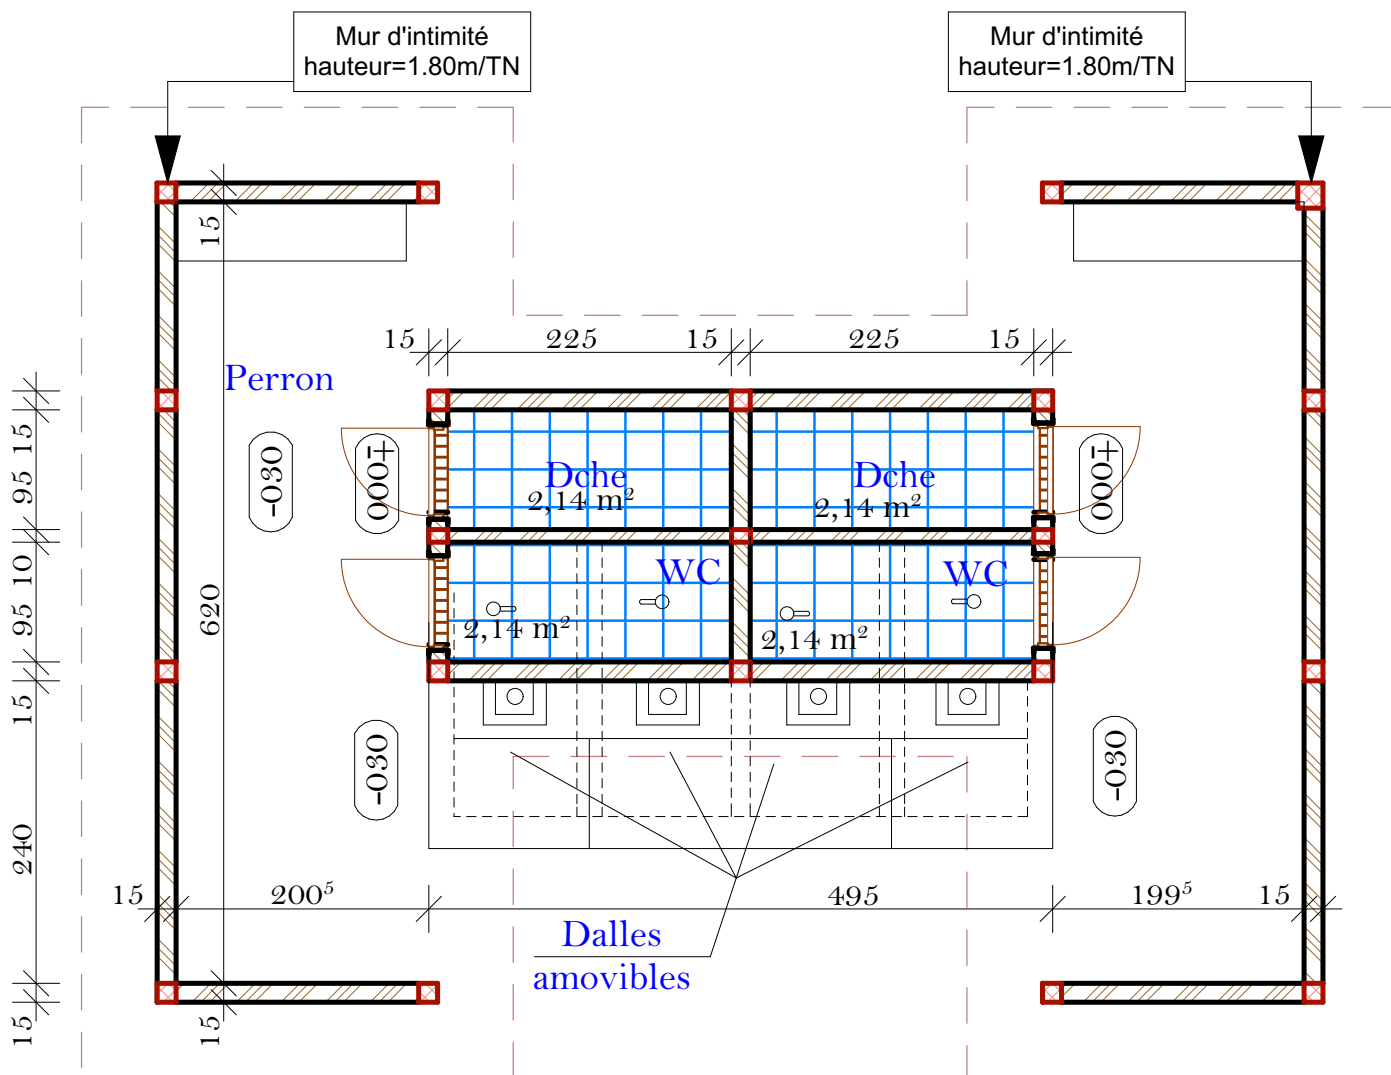 Mur d'intimité
hauteur=1.80m/TN
Mur d'intimité
hauteur=1.80m/TN
15
15
225
15
225
15
Perron
15
95
10
95
15
240
15
-030
+000
Dche
2,14 m²
Dche
2,14 m²
+000
620
WC
2,14 m²
WC
2,14 m²
-030
-030
15
200⁵
495
199⁵
15
Dalles
amovibles
15